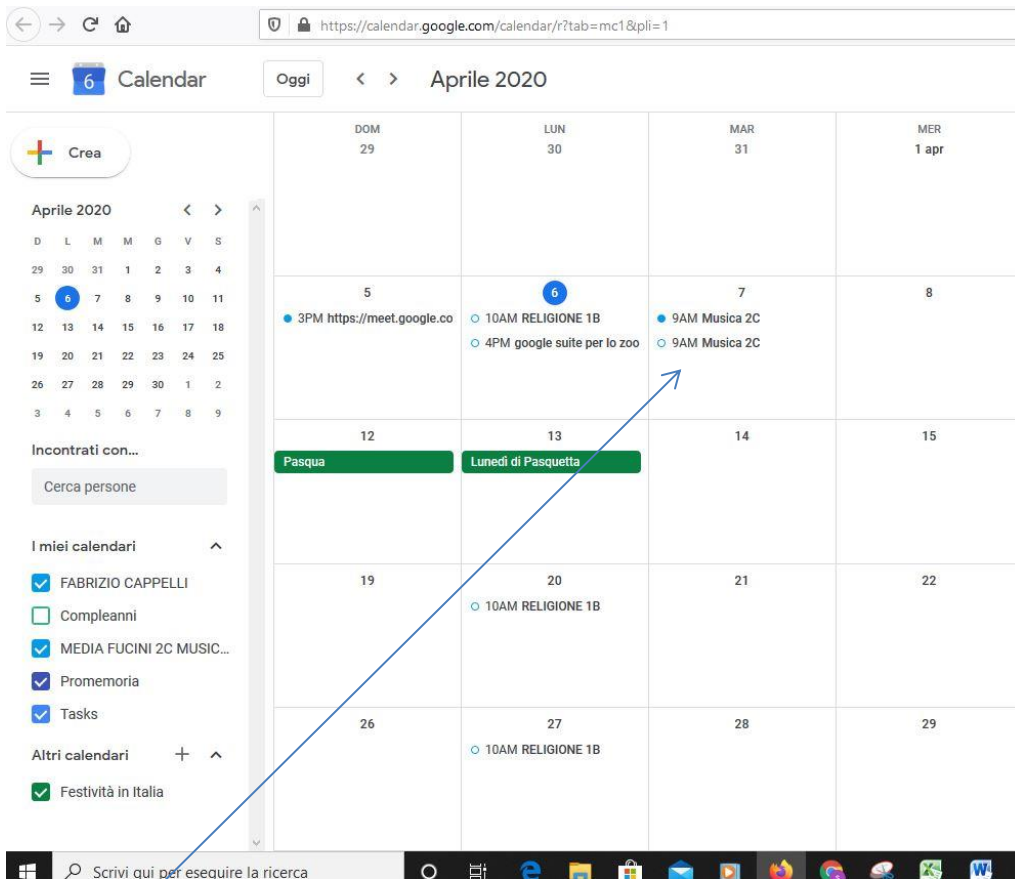 https://calendar.google.com/calendar/r?tab=mc1&pli=1
6 Calendar Oggi Aprile 2020
Crea
Aprile 2020
D L M M G V S
29 30 31 1 2 3 4
5 6 7 8 9 10 11
12 13 14 15 16 17 18
19 20 21 22 23 24 25
26 27 28 29 30 1 2
3 4 5 6 7 8 9
Incontrati con...
Cerca persone
I miei calendari
FABRIZIO CAPPELLI
Compleanni
MEDIA FUCINI 2C MUSIC...
Promemoria
Tasks
Altri calendari
Festività in Italia
DOM LUN MAR MER
29 30 31 1 apr
5 6 7 8
3PM https://meet.google.co 10AM RELIGIONE 1B 9AM Musica 2C
4PM google suite per lo zoo 9AM Musica 2C
12 13 14 15
Pasqua Lunedì di Pasquetta
19 20 21 22
10AM RELIGIONE 1B
26 27 28 29
10AM RELIGIONE 1B
Scrivi qui per eseguire la ricerca